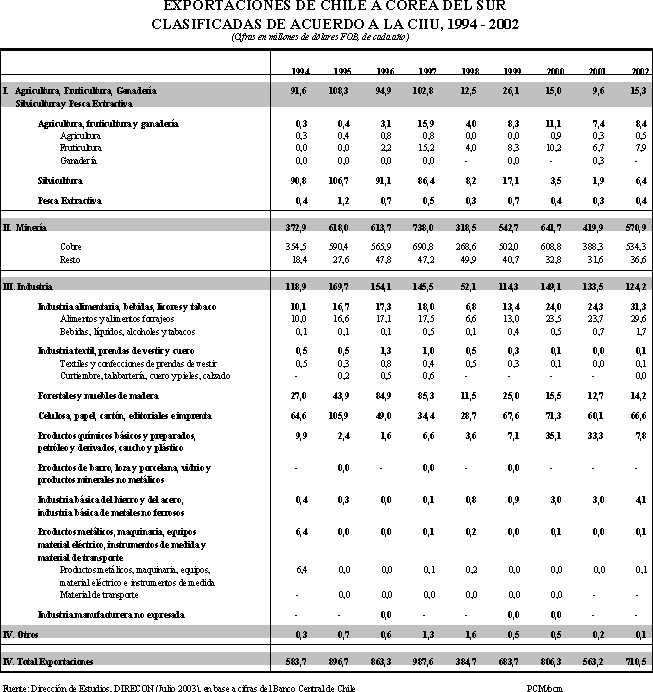 EXPORTACIONES DE CHILE A COREA DEL SUR
CLASIFICADAS DE ACUERDO A LA CIIU, 1994 - 2002
(Cifras en millones de dólares FOB, de cada año)
1994 1995 1996 1997 1998 1999 2000 2001 2002
I. Agricultura, Fruticultura, Ganadería 91,6 108,3 94,9 102,8 12,5 26,1 15,0 9,6 15,3
Silvicultura y Pesca Extractiva
Agricultura, fruticultura y ganadería 0,3 0,4 3,1 15,9 4,0 8,3 11,1 7,4 8,4
Agricultura 0,3 0,4 0,8 0,8 0,0 0,0 0,9 0,3 0,5
Fruticultura 0,0 0,0 2,2 15,2 4,0 8,3 10,2 6,7 7,9
Ganadería 0,0 0,0 0,0 0,0 - 0,0 - 0,3 -
Silvicultura 90,8 106,7 91,1 86,4 8,2 17,1 3,5 1,9 6,4
Pesca Extractiva 0,4 1,2 0,7 0,5 0,3 0,7 0,4 0,3 0,4
II. Minería 372,9 618,0 613,7 738,0 318,5 542,7 641,7 419,9 570,9
Cobre 354,5 590,4 565,9 690,8 268,6 502,0 608,8 388,3 534,3
Resto 18,4 27,6 47,8 47,2 49,9 40,7 32,8 31,6 36,6
III. Industria 118,9 169,7 154,1 145,5 52,1 114,3 149,1 133,5 124,2
Industria alimentaria, bebidas, licores y tabaco 10,1 16,7 17,3 18,0 6,8 13,4 24,0 24,3 31,3
Alimentos y alimentos forrajeos 10,0 16,6 17,1 17,5 6,6 13,0 23,5 23,7 29,6
Bebidas, líquidos, alcoholes y tabacos 0,1 0,1 0,1 0,5 0,1 0,4 0,5 0,7 1,7
Industria textil, prendas de vestir y cuero 0,5 0,5 1,3 1,0 0,5 0,3 0,1 0,0 0,1
Textiles y confecciones de prendas de vestir 0,5 0,3 0,8 0,4 0,5 0,3 0,1 0,0 0,1
Curtiembre, talabartería, cuero y pieles, calzado - 0,2 0,5 0,6 - - - - 0,0
Forestales y muebles de madera 27,0 43,9 84,9 85,3 11,5 25,0 15,5 12,7 14,2
Celulosa, papel, cartón, editoriales e imprenta 64,6 105,9 49,0 34,4 28,7 67,6 71,3 60,1 66,6
Productos químicos básicos y preparados, 9,9 2,4 1,6 6,6 3,6 7,1 35,1 33,3 7,8
petróleo y derivados, caucho y plástico
Productos de barro, loza y porcelana, vidrio y - 0,0 - 0,0 - 0,0 - - -
productos minerales no metálicos
Industria básica del hierro y del acero, 0,4 0,3 0,0 0,1 0,8 0,9 3,0 3,0 4,1
industria básica de metales no ferrosos
Productos metálicos, maquinaria, equipos 6,4 0,0 0,0 0,1 0,2 0,0 0,1 0,0 0,1
material eléctrico, instrumentos de medida y
material de transporte
Productos metálicos, maquinaria, equipos, 6,4 0,0 0,0 0,1 0,2 0,0 0,0 0,0 0,1
material eléctrico e instrumentos de medida
Material de transporte - 0,0 0,0 0,0 0,0 0,0 0,0 - -
Industria manufacturera no expresada - - 0,0 - - 0,0 0,0 - -
IV. Otros 0,3 0,7 0,6 1,3 1,6 0,5 0,5 0,2 0,1
IV. Total Exportaciones 583,7 896,7 863,3 987,6 384,7 683,7 806,3 563,2 710,5
Fuente: Dirección de Estudios, DIRECON (Julio 2003), en base a cifras del Banco Central de Chile PCM/bcm